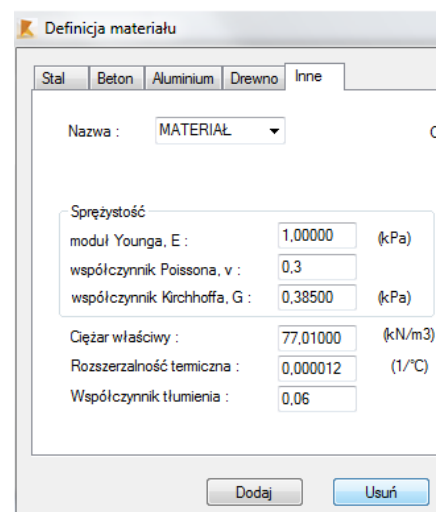 Definicja materiału
Stal Beton Aluminium Drewno Inne
Nazwa : MATERIAŁ
Sprężystość
moduł Younga, E : 1,00000 (kPa)
współczynnik Poissona, v : 0,3
współczynnik Kirchhoffa, G : 0,38500 (kPa)
Ciężar właściwy : 77,01000 (kN/m3)
Rozszerzalność termiczna : 0,000012 (1/°C)
Współczynnik tłumienia : 0,06
Dodaj Usuń